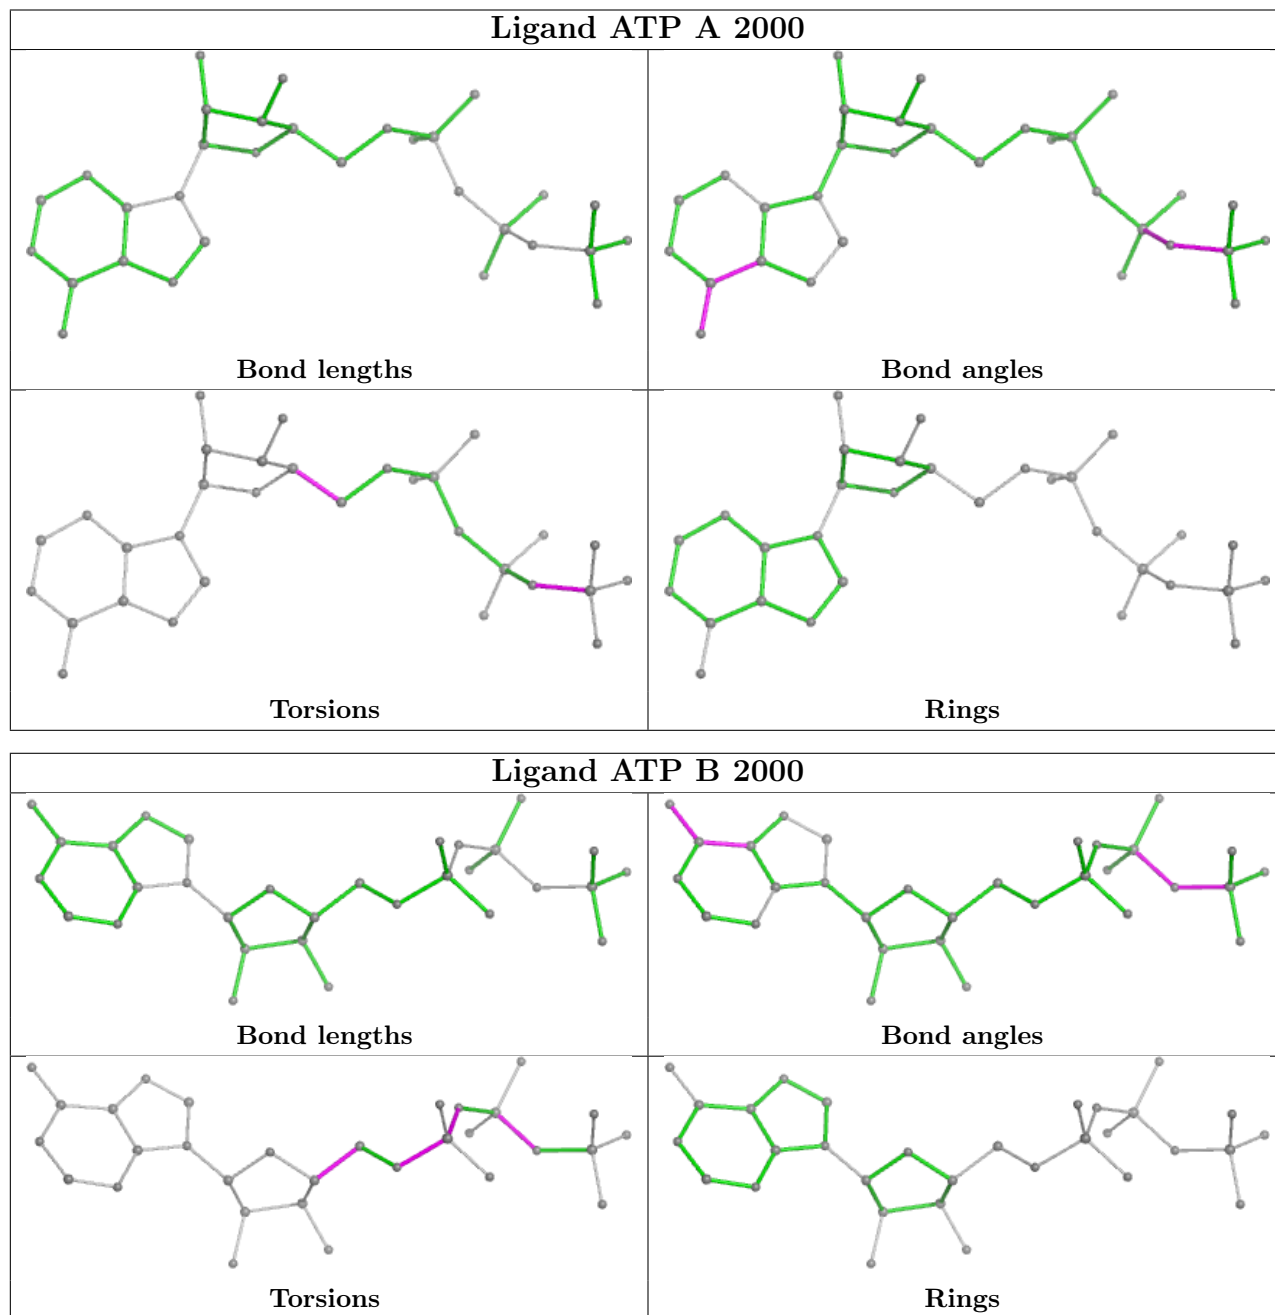 Ligand ATP A 2000
Bond lengths
Bond angles
Torsions
Rings
Ligand ATP B 2000
Bond lengths
Bond angles
Torsions
Rings